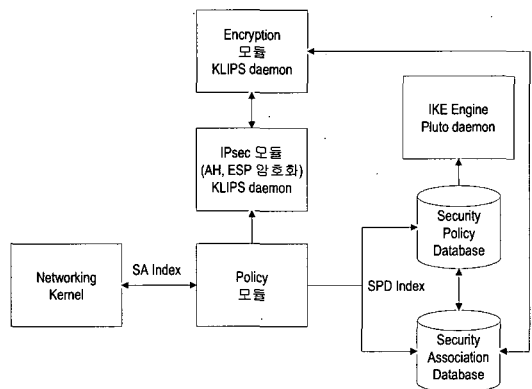 Encryption
모듈
KLIPS daemon
IKE Engine
Pluto daemon
IPsec 모듈
(AH, ESP 암호화)
KLIPS daemon
Security
Policy
Database
Networking
Kernel
SA Index
Policy
모듈
SPD Index
Security
Association
Database